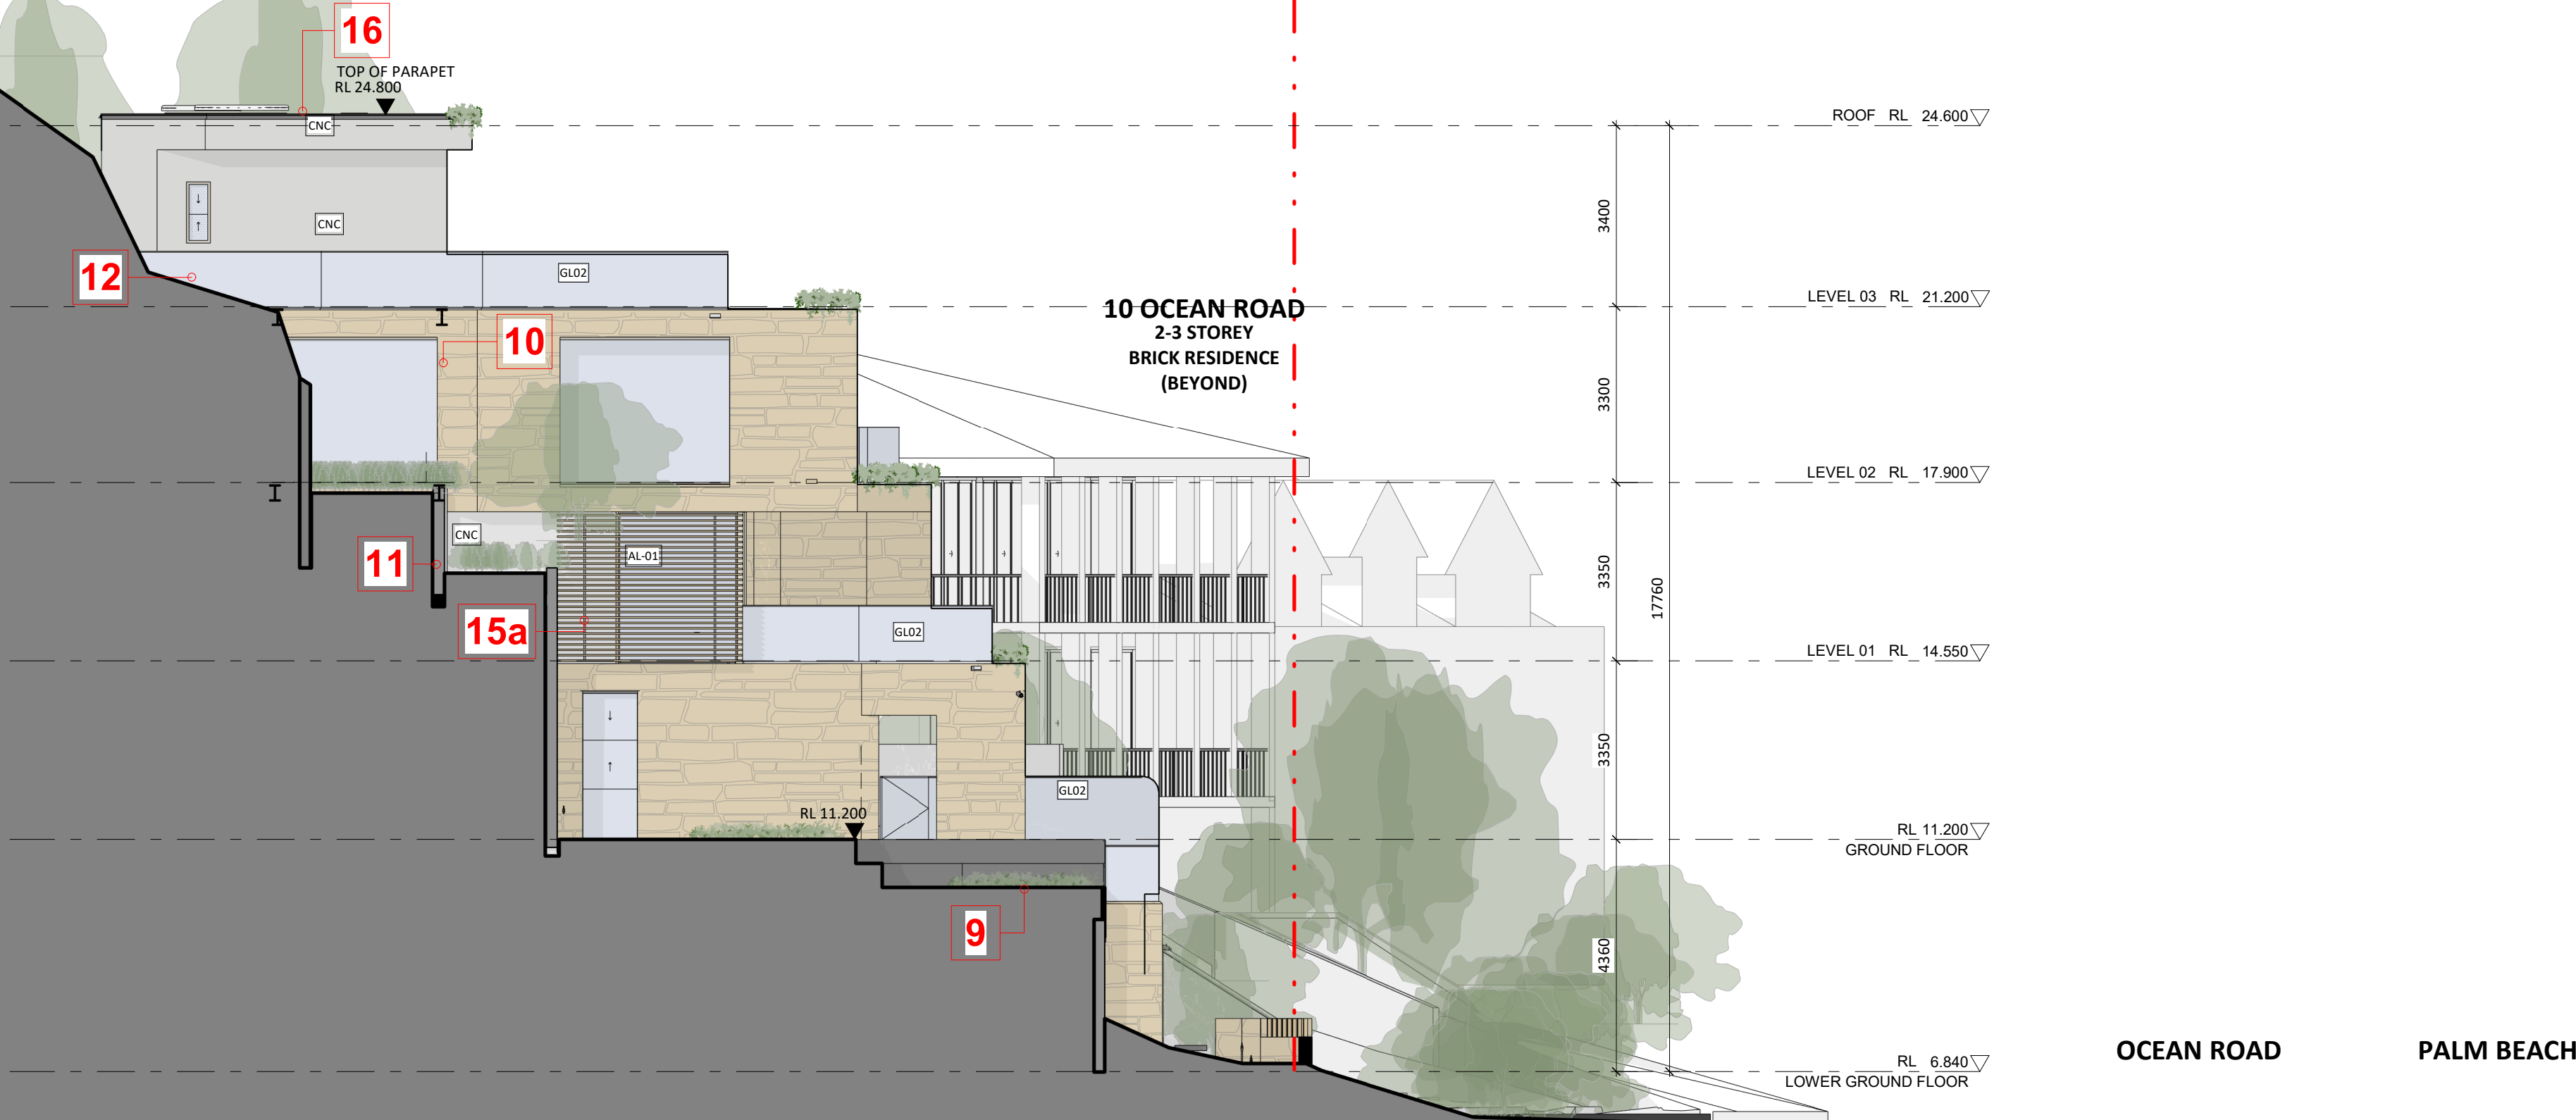 16
TOP OF PARAPET
RL 24.800
CNC
ROOF RL 24.600
CNC
3400
12
GL02
10 OCEAN ROAD
2-3 STOREY
BRICK RESIDENCE
(BEYOND)
LEVEL 03 RL 21.200
10
3300
LEVEL 02 RL 17.900
CNC
11
AL-01
3350
17760
15a
GL02
LEVEL 01 RL 14.550
3350
GL02
RL 11.200
RL 11.200
GROUND FLOOR
9
4360
OCEAN ROAD
PALM BEACH
RL 6.840
LOWER GROUND FLOOR